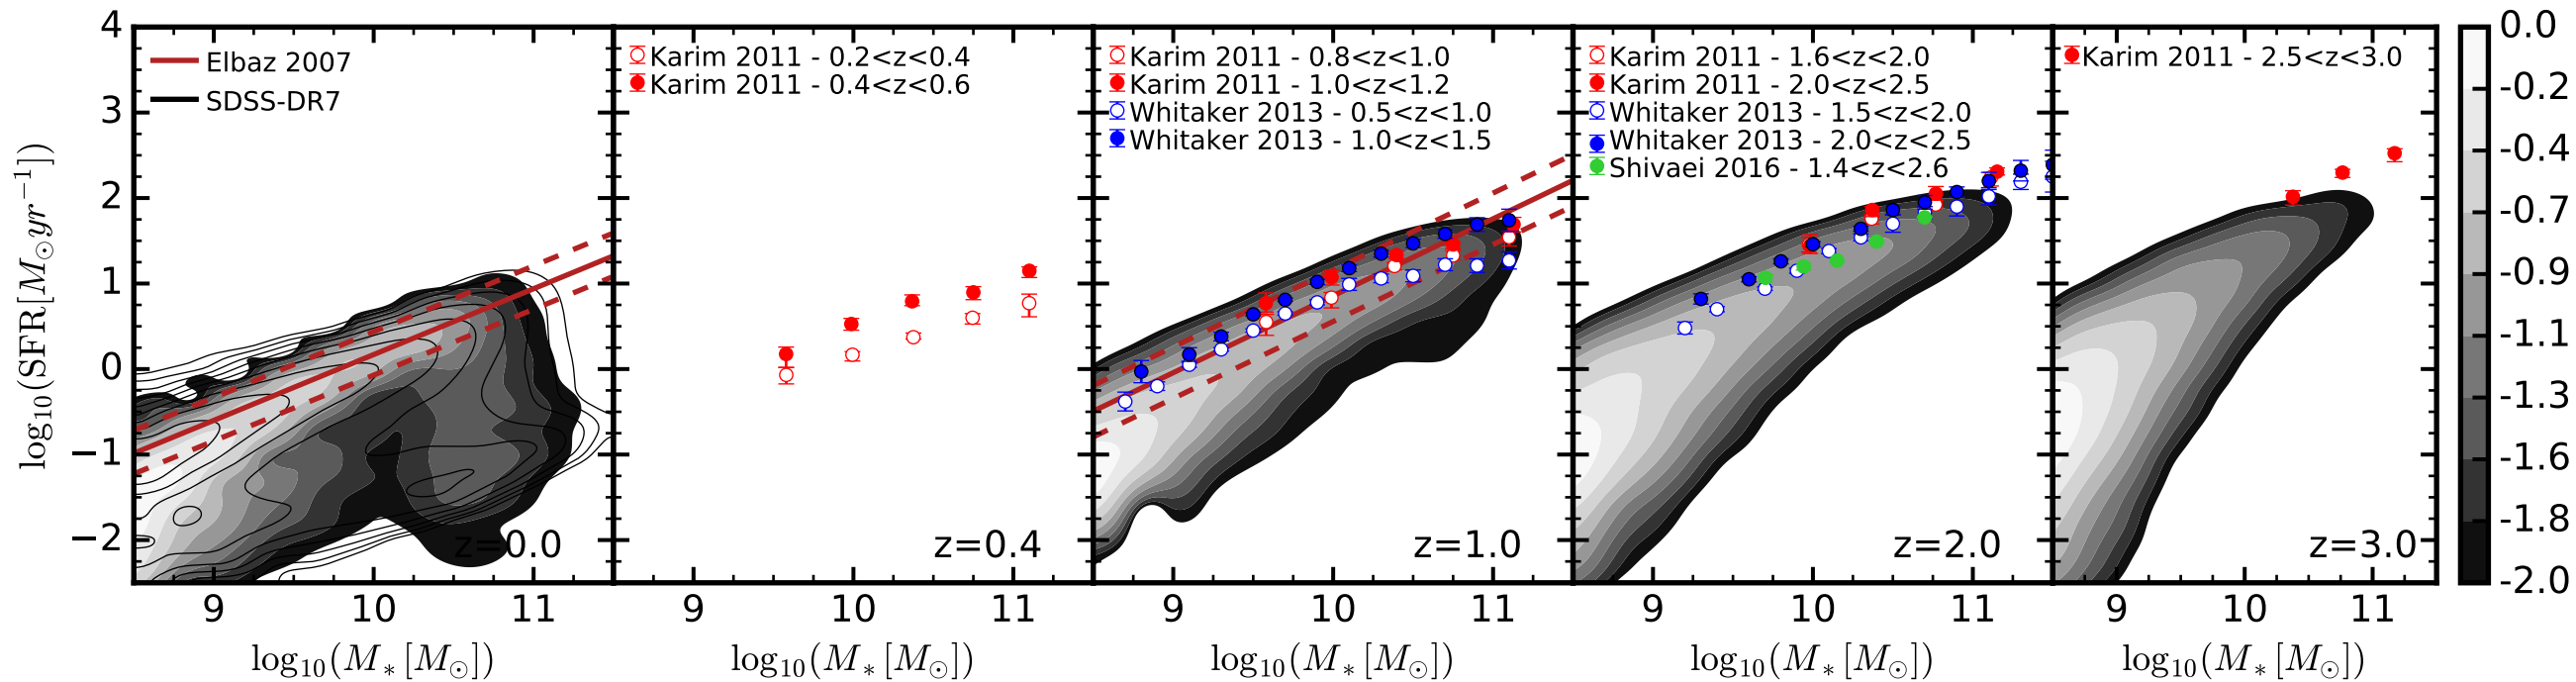 4
3
2
1
0
−1
−2
log10(SFR[M⊙yr−1])
Elbaz 2007
SDSS-DR7
z=0.0
9 10 11
log10(M*[M⊙])
Karim 2011 - 0.2<z<0.4
Karim 2011 - 0.4<z<0.6
z=0.4
9 10 11
log10(M*[M⊙])
Karim 2011 - 0.8<z<1.0
Karim 2011 - 1.0<z<1.2
Whitaker 2013 - 0.5<z<1.0
Whitaker 2013 - 1.0<z<1.5
z=1.0
9 10 11
log10(M*[M⊙])
Karim 2011 - 1.6<z<2.0
Karim 2011 - 2.0<z<2.5
Whitaker 2013 - 1.5<z<2.0
Whitaker 2013 - 2.0<z<2.5
Shivaei 2016 - 1.4<z<2.6
z=2.0
9 10 11
log10(M*[M⊙])
Karim 2011 - 2.5<z<3.0
z=3.0
9 10 11
log10(M*[M⊙])
0.0
-0.2
-0.4
-0.7
-0.9
-1.1
-1.3
-1.6
-1.8
-2.0